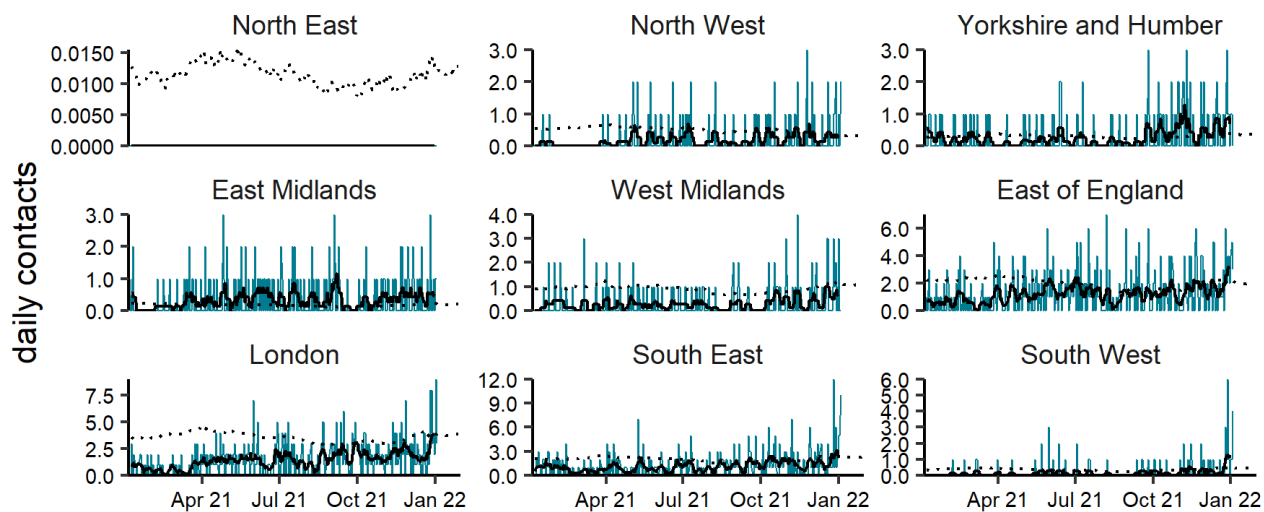 North East North West Yorkshire and Humber
0.0150 3.0 3.0
0.0100 2.0 2.0
0.0050 1.0 1.0
0.0000 0.0 0.0
daily contacts
East Midlands West Midlands East of England
3.0 4.0 6.0
2.0 3.0 4.0
1.0 2.0 2.0
0.0 1.0 0.0
0.0
London South East South West
7.5 12.0 6.0
5.0 9.0 5.0
2.5 6.0 4.0
0.0 3.0 3.0
0.0 2.0
1.0
0.0
Apr 21 Jul 21 Oct 21 Jan 22 Apr 21 Jul 21 Oct 21 Jan 22 Apr 21 Jul 21 Oct 21 Jan 22